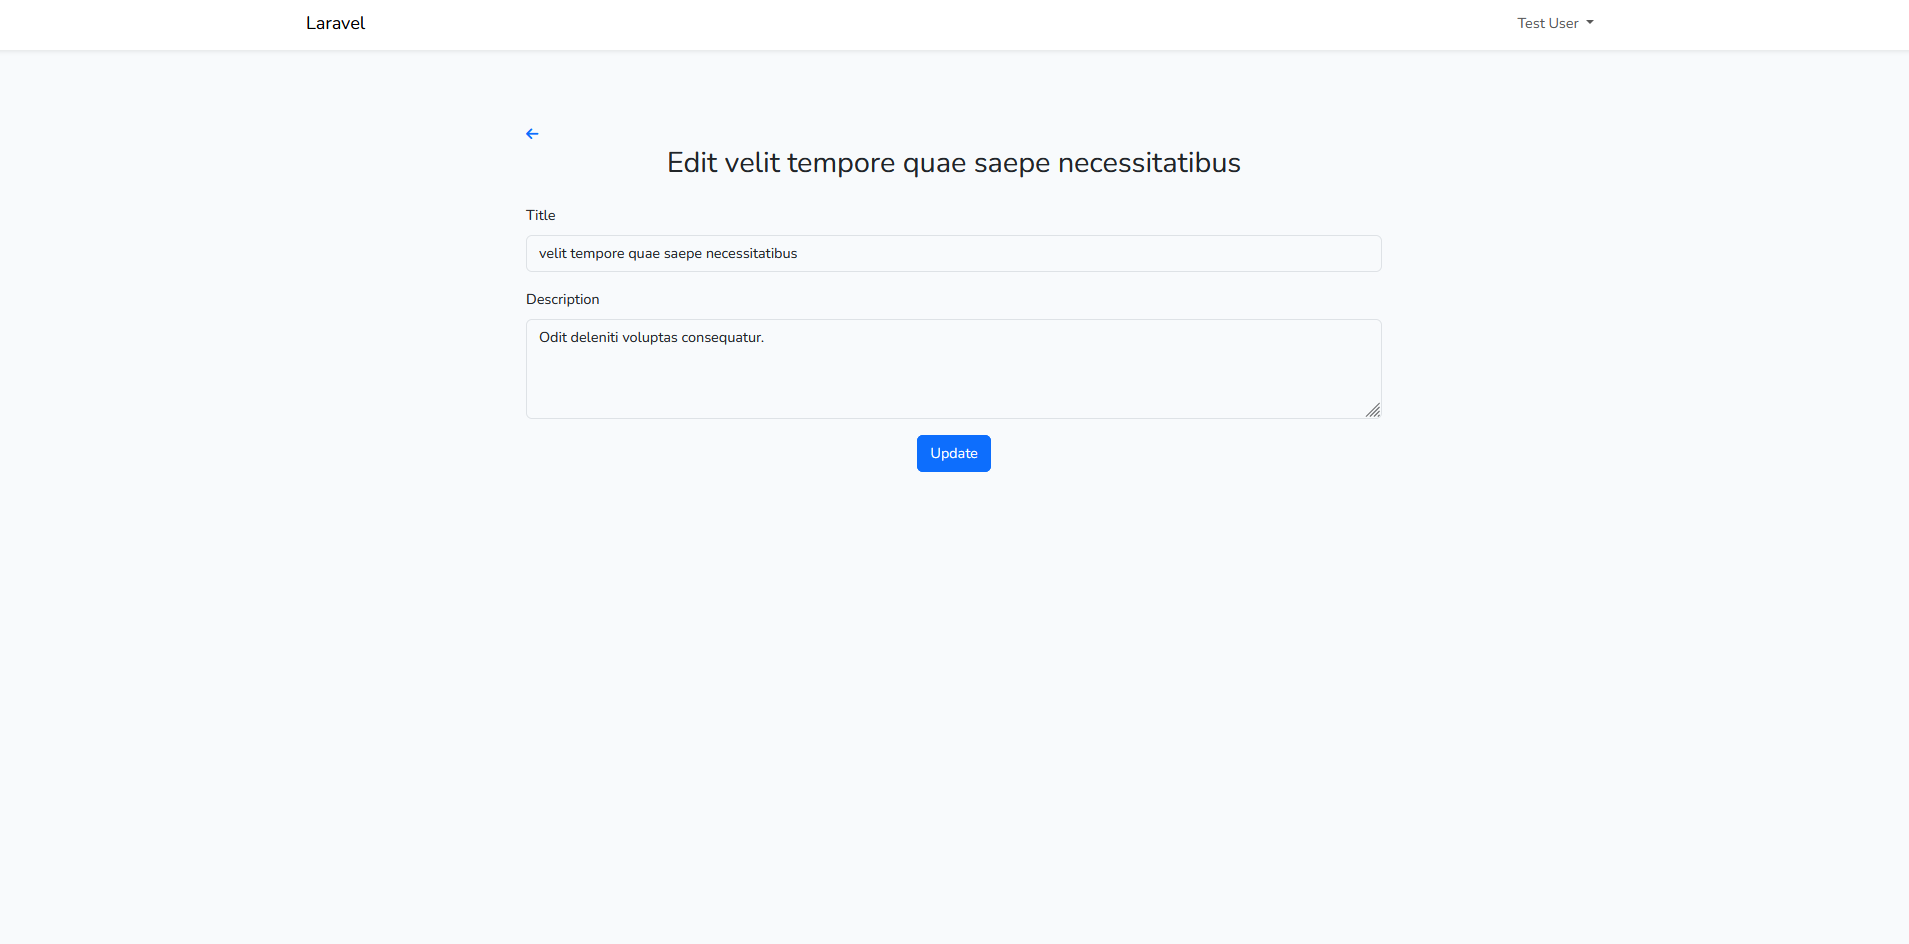 Laravel
Test User
Edit velit tempore quae saepe necessitatibus
Title
velit tempore quae saepe necessitatibus
Description
Odit deleniti voluptas consequatur.
Update